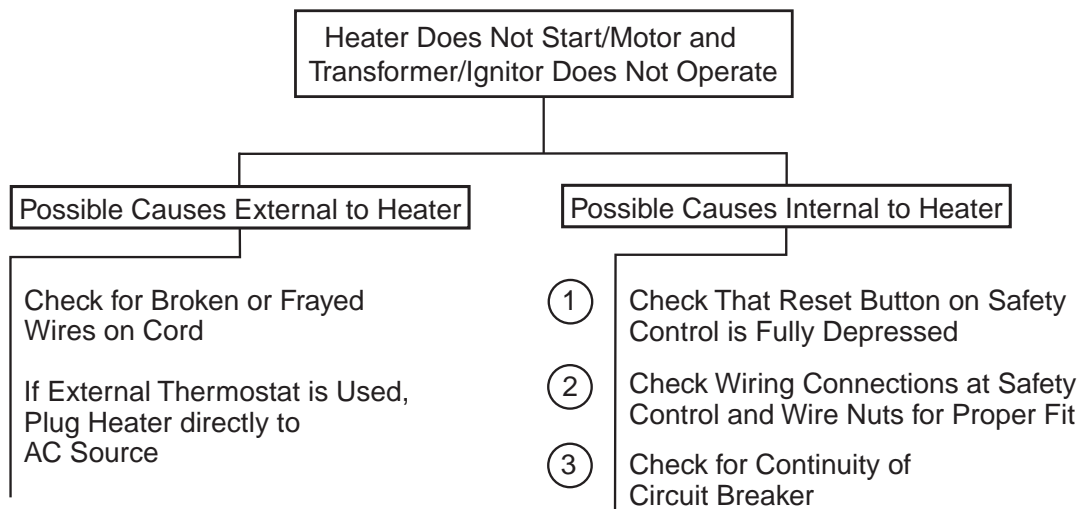 Heater Does Not Start/Motor and
Transformer/Ignitor Does Not Operate
Possible Causes External to Heater
Check for Broken or Frayed
Wires on Cord
If External Thermostat is Used,
Plug Heater directly to
AC Source
Possible Causes Internal to Heater
1 Check That Reset Button on Safety
Control is Fully Depressed
2 Check Wiring Connections at Safety
Control and Wire Nuts for Proper Fit
3 Check for Continuity of
Circuit Breaker